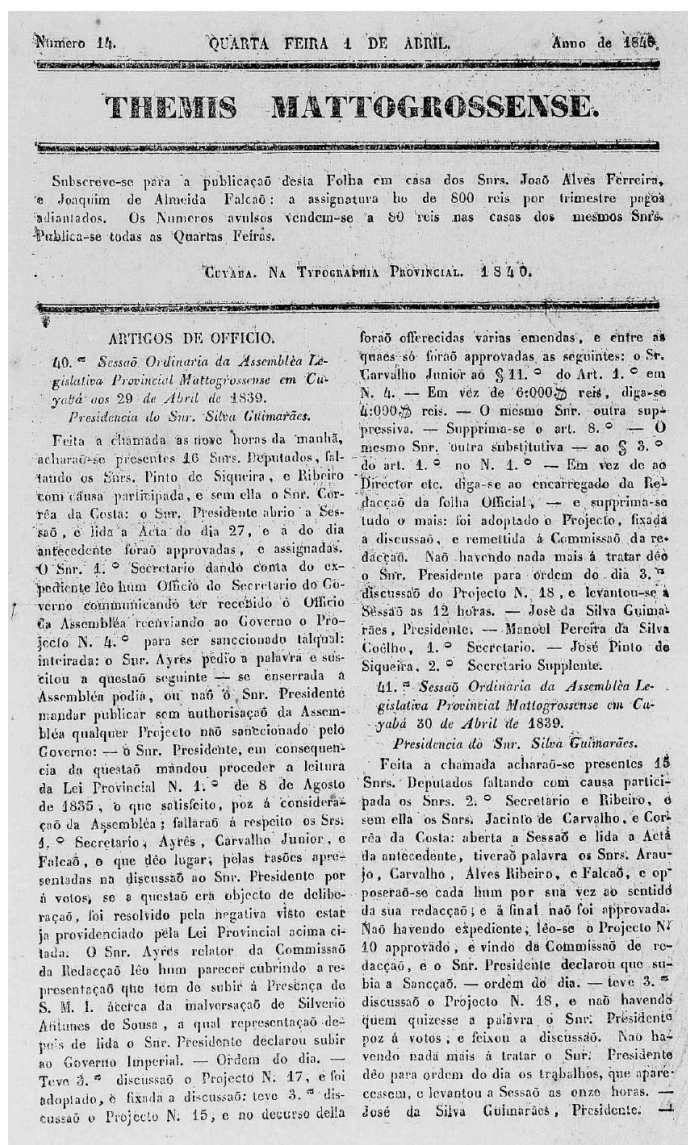 Número 14. QUARTA FEIRA 1 DE ABRIL. Anno de 1840.
THEMIS MATTOGROSSENSE.
Subscreve-se para a publicaçaõ desta Folha em casa dos Snrs. Joaõ Alves Ferreira,
e Joaquim de Almeida Falcaõ: a assignatura he de 800 reis por trimestre pagos
adiantados. Os Numeros avulsos vendem-se a 80 reis nas casas dos mesmos Snrs.
Publica-se todas as Quartas Feiras.
CUYABA. NA TYPOGRAPHIA PROVINCIAL. 1840.
ARTIGOS DE OFFICIO.
40.ª Sessaõ Ordinaria da Assemblèa Le-
gislativa Provincial Mattogrossense em Cu-
yabá aos 29 de Abril de 1839.
Presidencia do Snr. Silva Guimarães.
Feita a chamada as nove horas da manhã,
acharaõ-se presentes 16 Snrs. Deputados, fal-
tando os Snrs. Pinto de Siqueira, e Ribeiro
com causa participada, e sem ella o Snr. Cor-
rêa da Costa: o Snr. Presidente abrio a Ses-
saõ, e lida a Acta do dia 27, e a do dia
antecedente foraõ approvadas, e assignadas.
O Snr. 1.º Secretario dando conta do ex-
pediente lêo hum Officio do Secretario do Go-
verno communicando ter recebido o Officio
da Assemblèa reenviando ao Governo o Pro-
jecto N. 4.º para ser sanccionado talqual:
inteirada: o Snr. Ayres pedio a palavra e sus-
citou a questaõ seguinte — se enserrada a
Assembléa podia, ou naõ o Snr. Presidente
mandar publicar sem authorisaçaõ da Assem-
bléa qualquer Projecto naõ sanccionado pelo
Governo: — o Snr. Presidente, em consequen-
cia da questaõ mandou proceder a leitura
da Lei Provincial N. 1.º de 8 de Agosto
de 1835, o que satisfeito, poz á considera-
çaõ da Assemblèa; fallaraõ á respeito os Srs.
1.º Secretario, Ayres, Carvalho Junior, e
Falcaõ, o que dêo lugar, pelas rasões apre-
sentadas na discussaõ ao Snr. Presidente por
á votos, se a questaõ era objecto de delibe-
raçaõ, foi resolvido pela negativa visto estar
ja providenciado pela Lei Provincial acima ci-
tada. O Snr. Ayres relator da Commissaõ
da Redacçaõ lêo hum parecer cubrindo a re-
presentaçaõ que tem de subir á Presença de
S. M. I. ácerca da malversaçaõ de Silverio
Antunes de Sousa, a qual representaçaõ de-
pois de lida o Snr. Presidente declarou subir
ao Governo Imperial. — Ordem do dia. —
Teve 3.ª discussaõ o Projecto N. 17, e foi
adoptado, e fixada a discussaõ: teve 3.ª dis-
cussaõ o Projecto N. 15, e no decurso della
foraõ offerecidas varias emendas, e entre as
quaes só foraõ approvadas as seguintes: o Sr.
Carvalho Junior ao § 11.º do Art. 1.º em
N. 4. — Em vez de 6:000$ reis, diga-se
4:000$ reis. — O mesmo Snr. outra sup-
pressiva. — Supprima-se o art. 8.º — O
mesmo Snr. outra substitutiva — ao § 3.º
do art. 1.º no N. 1.º — Em vez de ao
Director etc. diga-se ao encarregado da Re-
dacçaõ da folha Official, — e supprima-se
tudo o mais: foi adoptado o Projecto, fixada
a discussaõ, e remettida á Commissaõ da re-
dacçaõ. Naõ havendo nada mais á tratar dêo
o Snr. Presidente para ordem do dia 3.ª
discussaõ do Projecto N. 18, e levantou-se á
Sessaõ as 12 horas. — Josè da Silva Guima-
rães, Presidente. — Manoel Pereira da Silva
Coêlho, 1.º Secretario. — José Pinto de
Siqueira, 2.º Secretario Supplente.
41.ª Sessaõ Ordinaria da Assemblèa Le-
gislativa Provincial Mattogrossense em Cu-
yabá 30 de Abril de 1839.
Presidencia do Snr. Silva Guimarães.
Feita a chamada acharaõ-se presentes 15
Snrs. Deputados faltando com causa partici-
pada os Snrs. 2.º Secretario e Ribeiro, e
sem ella os Snrs. Jacinto de Carvalho, e Cor-
rêa da Costa: aberta a Sessaõ e lida a Acta
da antecedente, tiveraõ palavra os Snrs. Arau-
jo, Carvalho, Alves Ribeiro, e Falcaõ, e op-
poseraõ-se cada hum por sua vez ao sentido
da sua redacçaõ; e á final naõ foi approvada.
Naõ havendo expediente, lêo-se o Projecto N.
10 approvado, e vindo da Commissaõ de re-
dacçaõ, e o Snr. Presidente declarou que su-
bia a Sancçaõ. — ordem do dia. — teve 3.ª
discussaõ o Projecto N. 18, e naõ havendo
quem quizesse a palavra o Snr. Presidente
poz á votos, e feixou a discussaõ. Naõ ha-
vendo nada mais á tratar o Snr. Presidente
dêo para ordem do dia os trabalhos, que apare-
cessem, e levantou a Sessaõ as onze horas. —
José da Silva Guimarães, Presidente. —